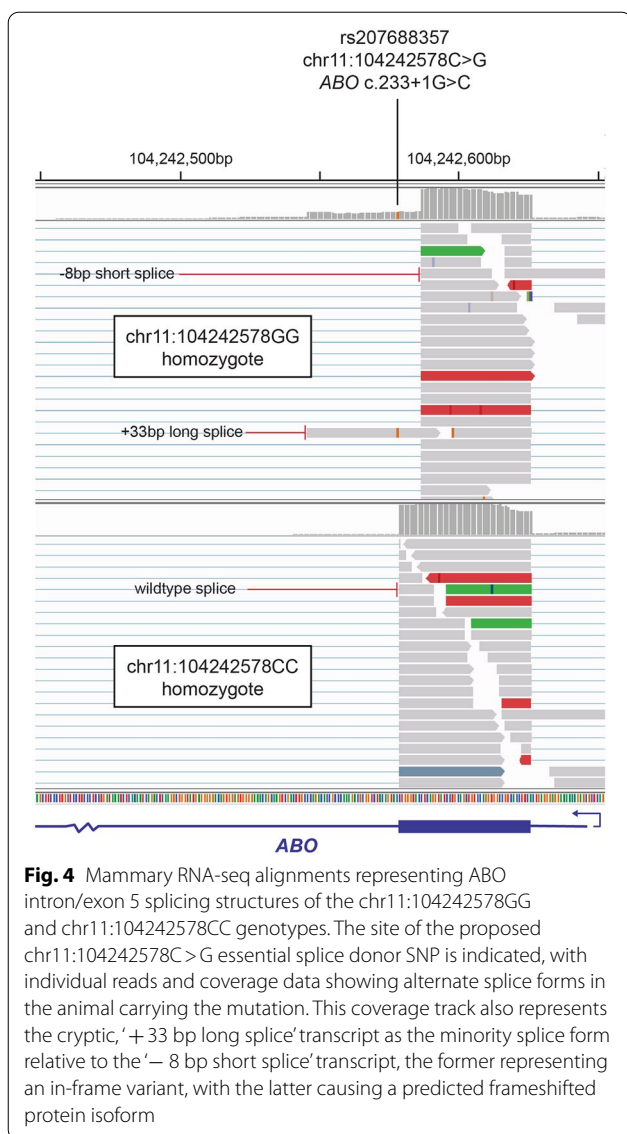 rs207688357
chr11:104242578C>G
ABO c.233+1G>C
104,242,500bp
104,242,600bp
-8bp short splice
chr11:104242578GG
homozygote
+33bp long splice
wildtype splice
chr11:104242578CC
homozygote
ABO
Fig. 4 Mammary RNA-seq alignments representing ABO
intron/exon 5 splicing structures of the chr11:104242578GG
and chr11:104242578CC genotypes. The site of the proposed
chr11:104242578C > G essential splice donor SNP is indicated, with
individual reads and coverage data showing alternate splice forms in
the animal carrying the mutation. This coverage track also represents
the cryptic, ‘ + 33 bp long splice’ transcript as the minority splice form
relative to the ‘− 8 bp short splice’ transcript, the former representing
an in-frame variant, with the latter causing a predicted frameshifted
protein isoform